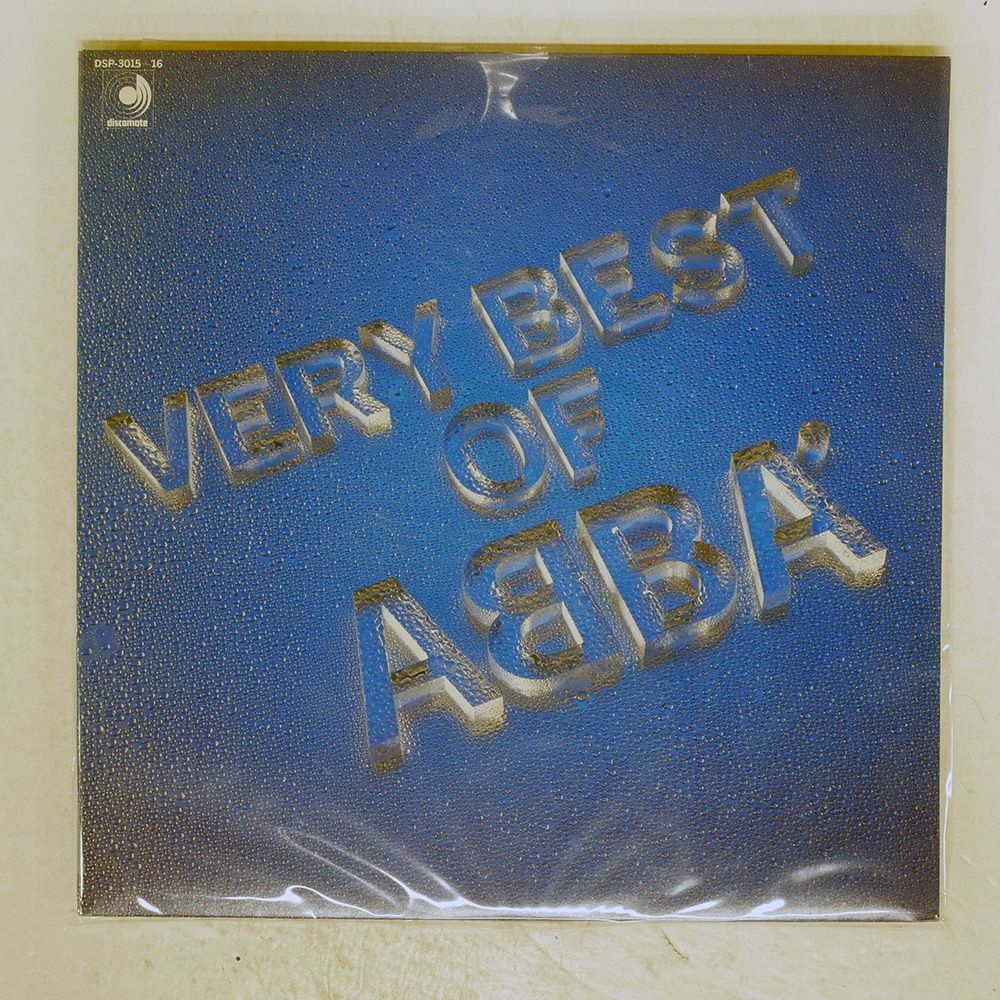 DSP-3015 16
discomate
VERY BEST
OF
ABBA'